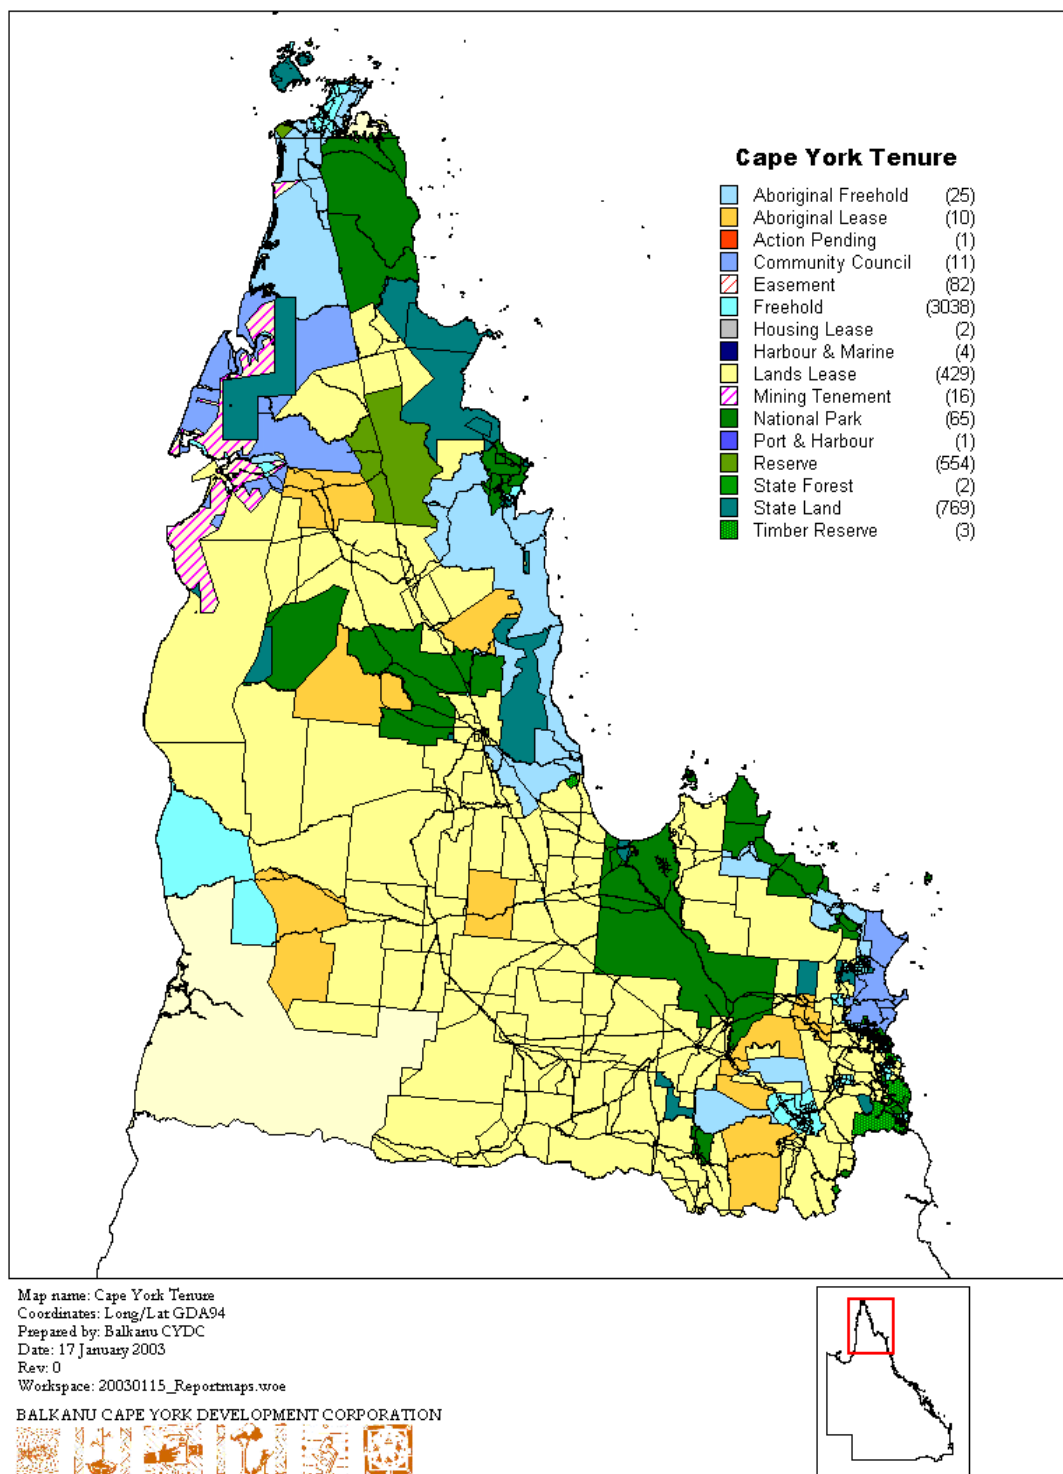 Cape York Tenure
Aboriginal Freehold (25)
Aboriginal Lease (10)
Action Pending (1)
Community Council (11)
Easement (82)
Freehold (3038)
Housing Lease (2)
Harbour & Marine (4)
Lands Lease (429)
Mining Tenement (16)
National Park (65)
Port & Harbour (1)
Reserve (554)
State Forest (2)
State Land (769)
Timber Reserve (3)
Map name: Cape York Tenure
Coordinates: Long/Lat GDA94
Prepared by: Balkanu CYDC
Date: 17 January 2003
Rev: 0
Workspace: 20030115_Reportmaps.woe
BALKANU CAPE YORK DEVELOPMENT CORPORATION